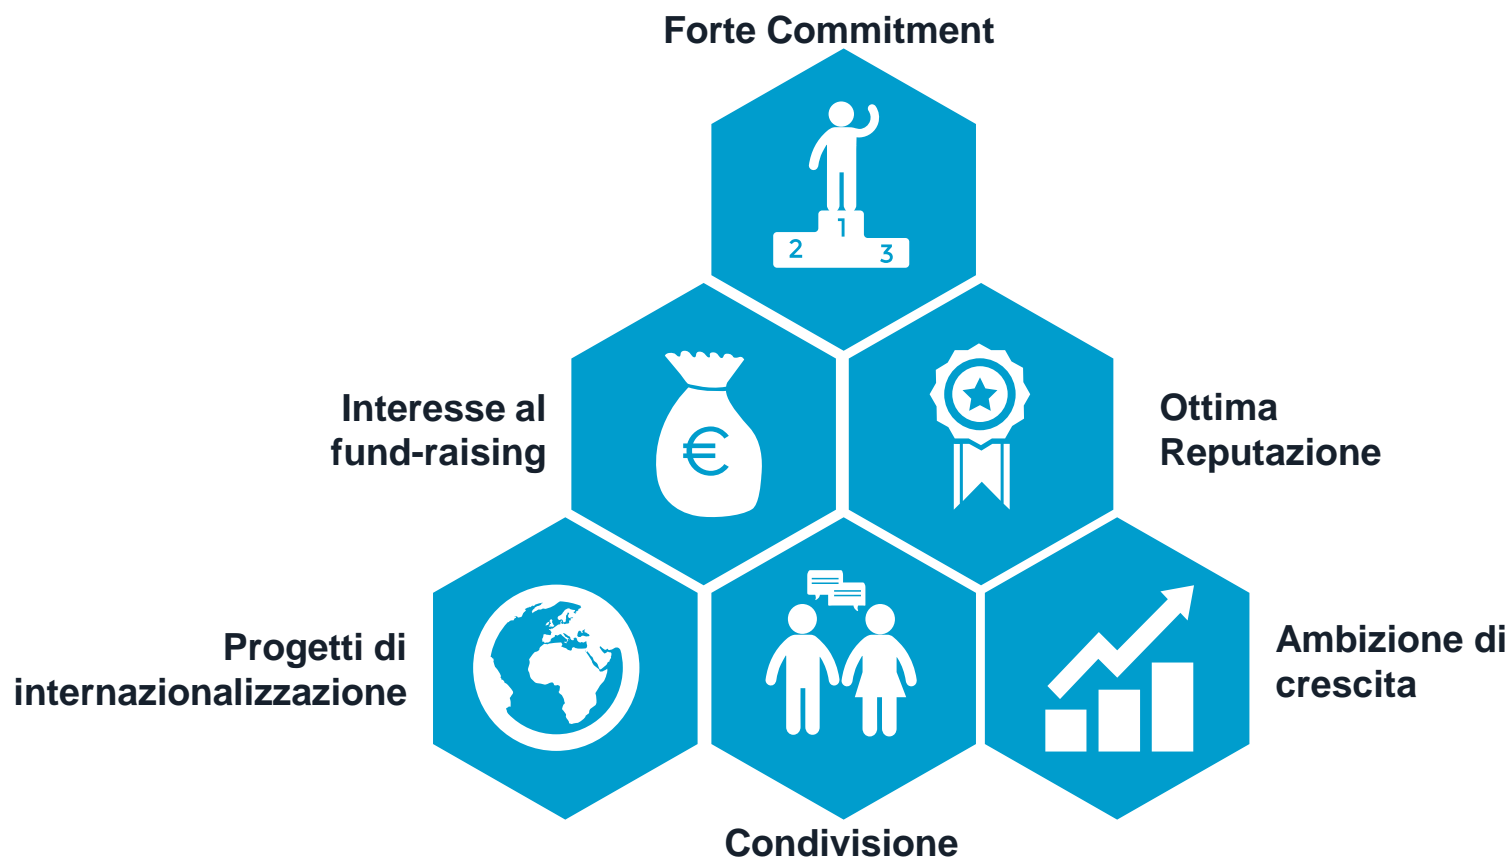 Forte Commitment
1
2
3
Interesse al
fund-raising
€
Ottima
Reputazione
Progetti di
internazionalizzazione
Ambizione di
crescita
Condivisione